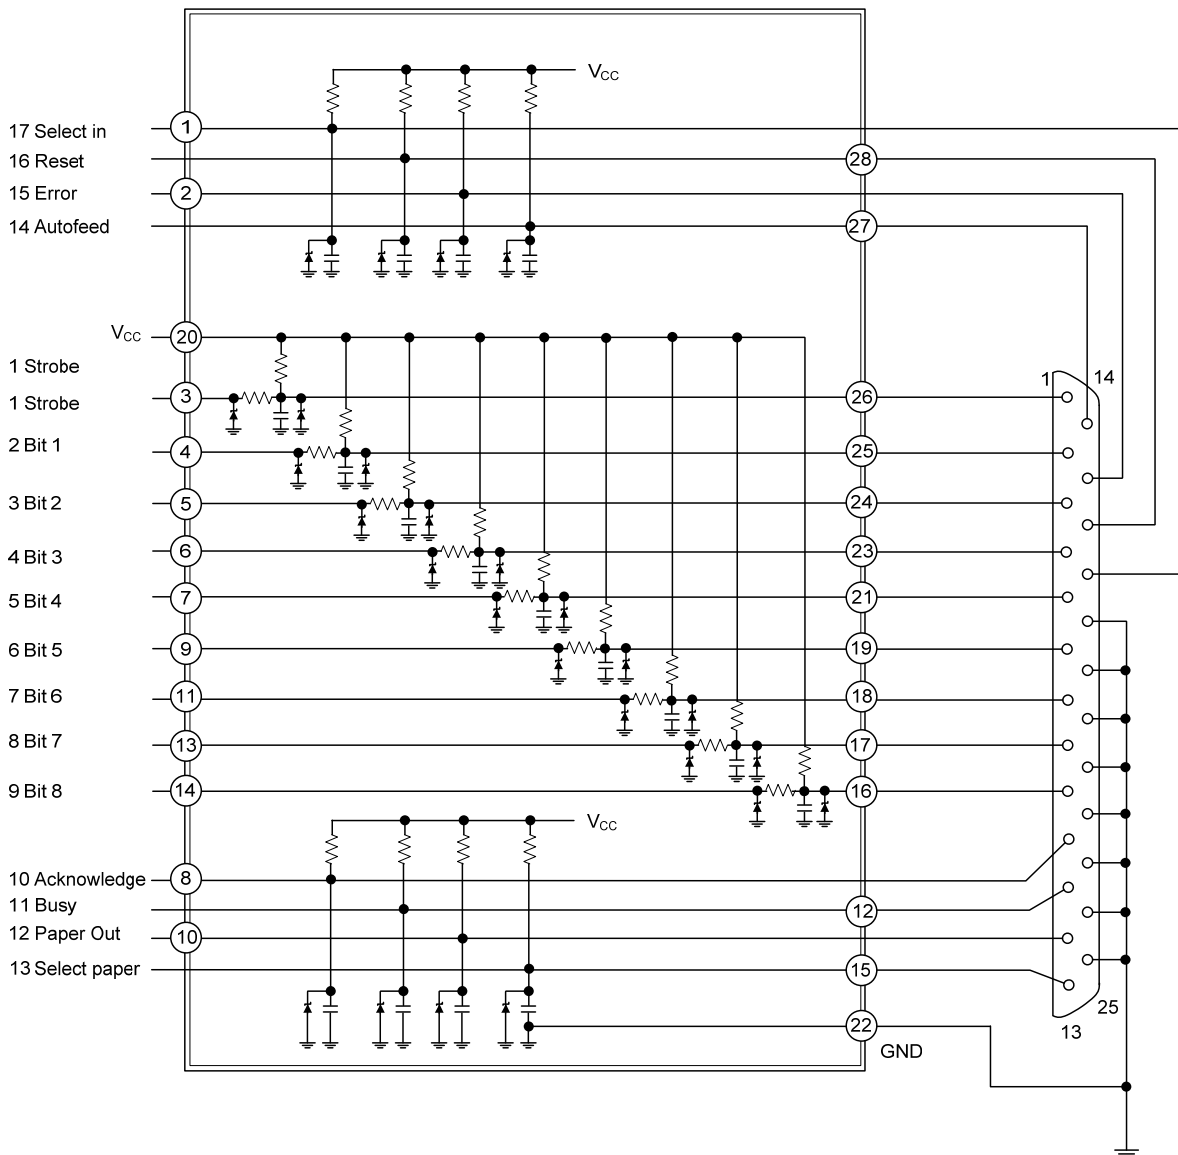 V_CC
17 Select in
1
16 Reset
28
15 Error
2
14 Autofeed
27
V_CC
20
1 Strobe
1 Strobe
3
26
1
14
2 Bit 1
4
25
3 Bit 2
5
24
4 Bit 3
6
23
5 Bit 4
7
21
6 Bit 5
9
19
7 Bit 6
11
18
8 Bit 7
13
17
9 Bit 8
14
16
V_CC
10 Acknowledge
8
11 Busy
12
12 Paper Out
10
13 Select paper
15
25
22
13
GND